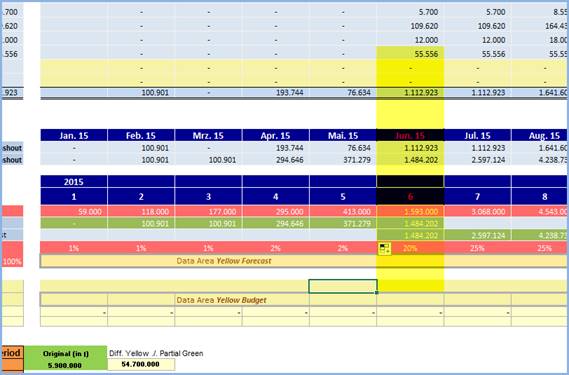 .700 - - - - - 5.700 5.700 8.55
.620 - - - - - 109.620 109.620 164.43
.000 - - - - - 12.000 12.000 18.00
.556 - - - - - 55.556 55.556 55.55
- - - - - - - -
- - - - - - - -
.923 - 100.901 - 193.744 76.634 1.112.923 1.112.923 1.641.60
Jan. 15 Feb. 15 Mrz. 15 Apr. 15 Mai. 15 Jun. 15 Jul. 15 Aug. 15
shout - 100.901 - 193.744 76.634 1.112.923 1.112.923 1.641.60
shout - 100.901 100.901 294.646 371.279 1.484.202 2.597.124 4.238.73
2015
1 2 3 4 5 6 7 8
59.000 118.000 177.000 295.000 413.000 1.593.000 3.068.000 4.543.00
- 100.901 100.901 294.646 371.279 1.484.202
st 1.484.202 2.597.124 4.238.73
1% 1% 1% 2% 2% 20% 25% 25%
100% Data Area Yellow Forecast
Data Area Yellow Budget
- - - - - - -
riod Original (in t) Diff. Yellow ./. Partial Green
5.900.000 54.700.000